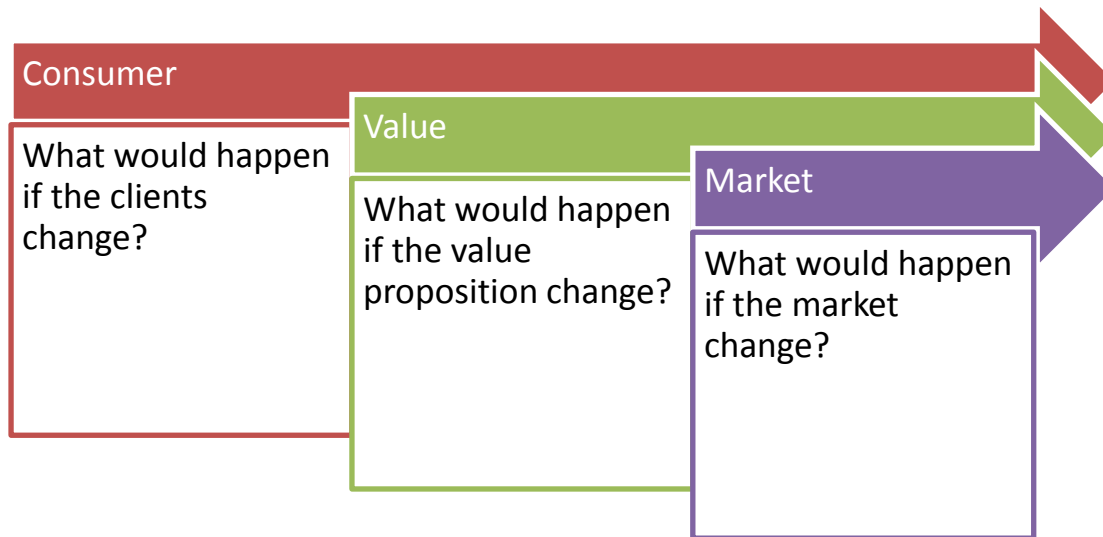 Consumer
What would happen
if the clients
change?
Value
What would happen
if the value
proposition change?
Market
What would happen
if the market
change?